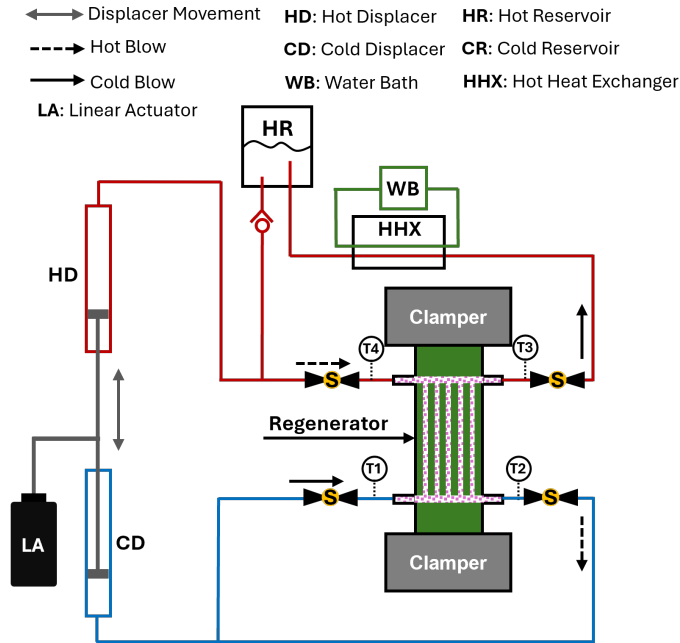 Displacer Movement
HD: Hot Displacer
HR: Hot Reservoir
Hot Blow
CD: Cold Displacer
CR: Cold Reservoir
Cold Blow
WB: Water Bath
HHX: Hot Heat Exchanger
LA: Linear Actuator
HR
WB
HHX
HD
Clamper
T4
T3
S
S
Regenerator
T1
T2
S
S
LA
CD
Clamper